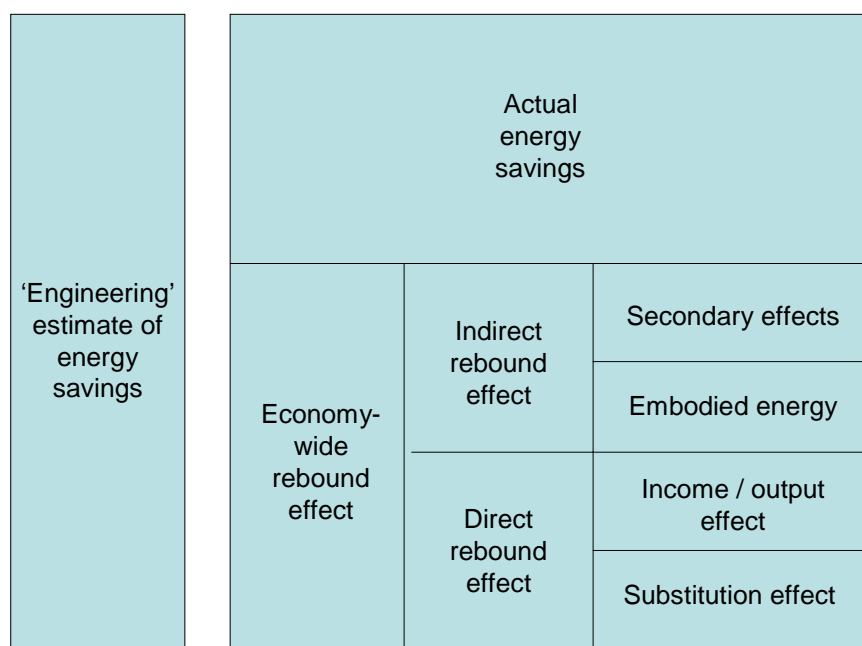 ‘Engineering’
estimate of
energy
savings
Actual
energy
savings
Economy-
wide
rebound
effect
Indirect
rebound
effect
Direct
rebound
effect
Secondary effects
Embodied energy
Income / output
effect
Substitution effect